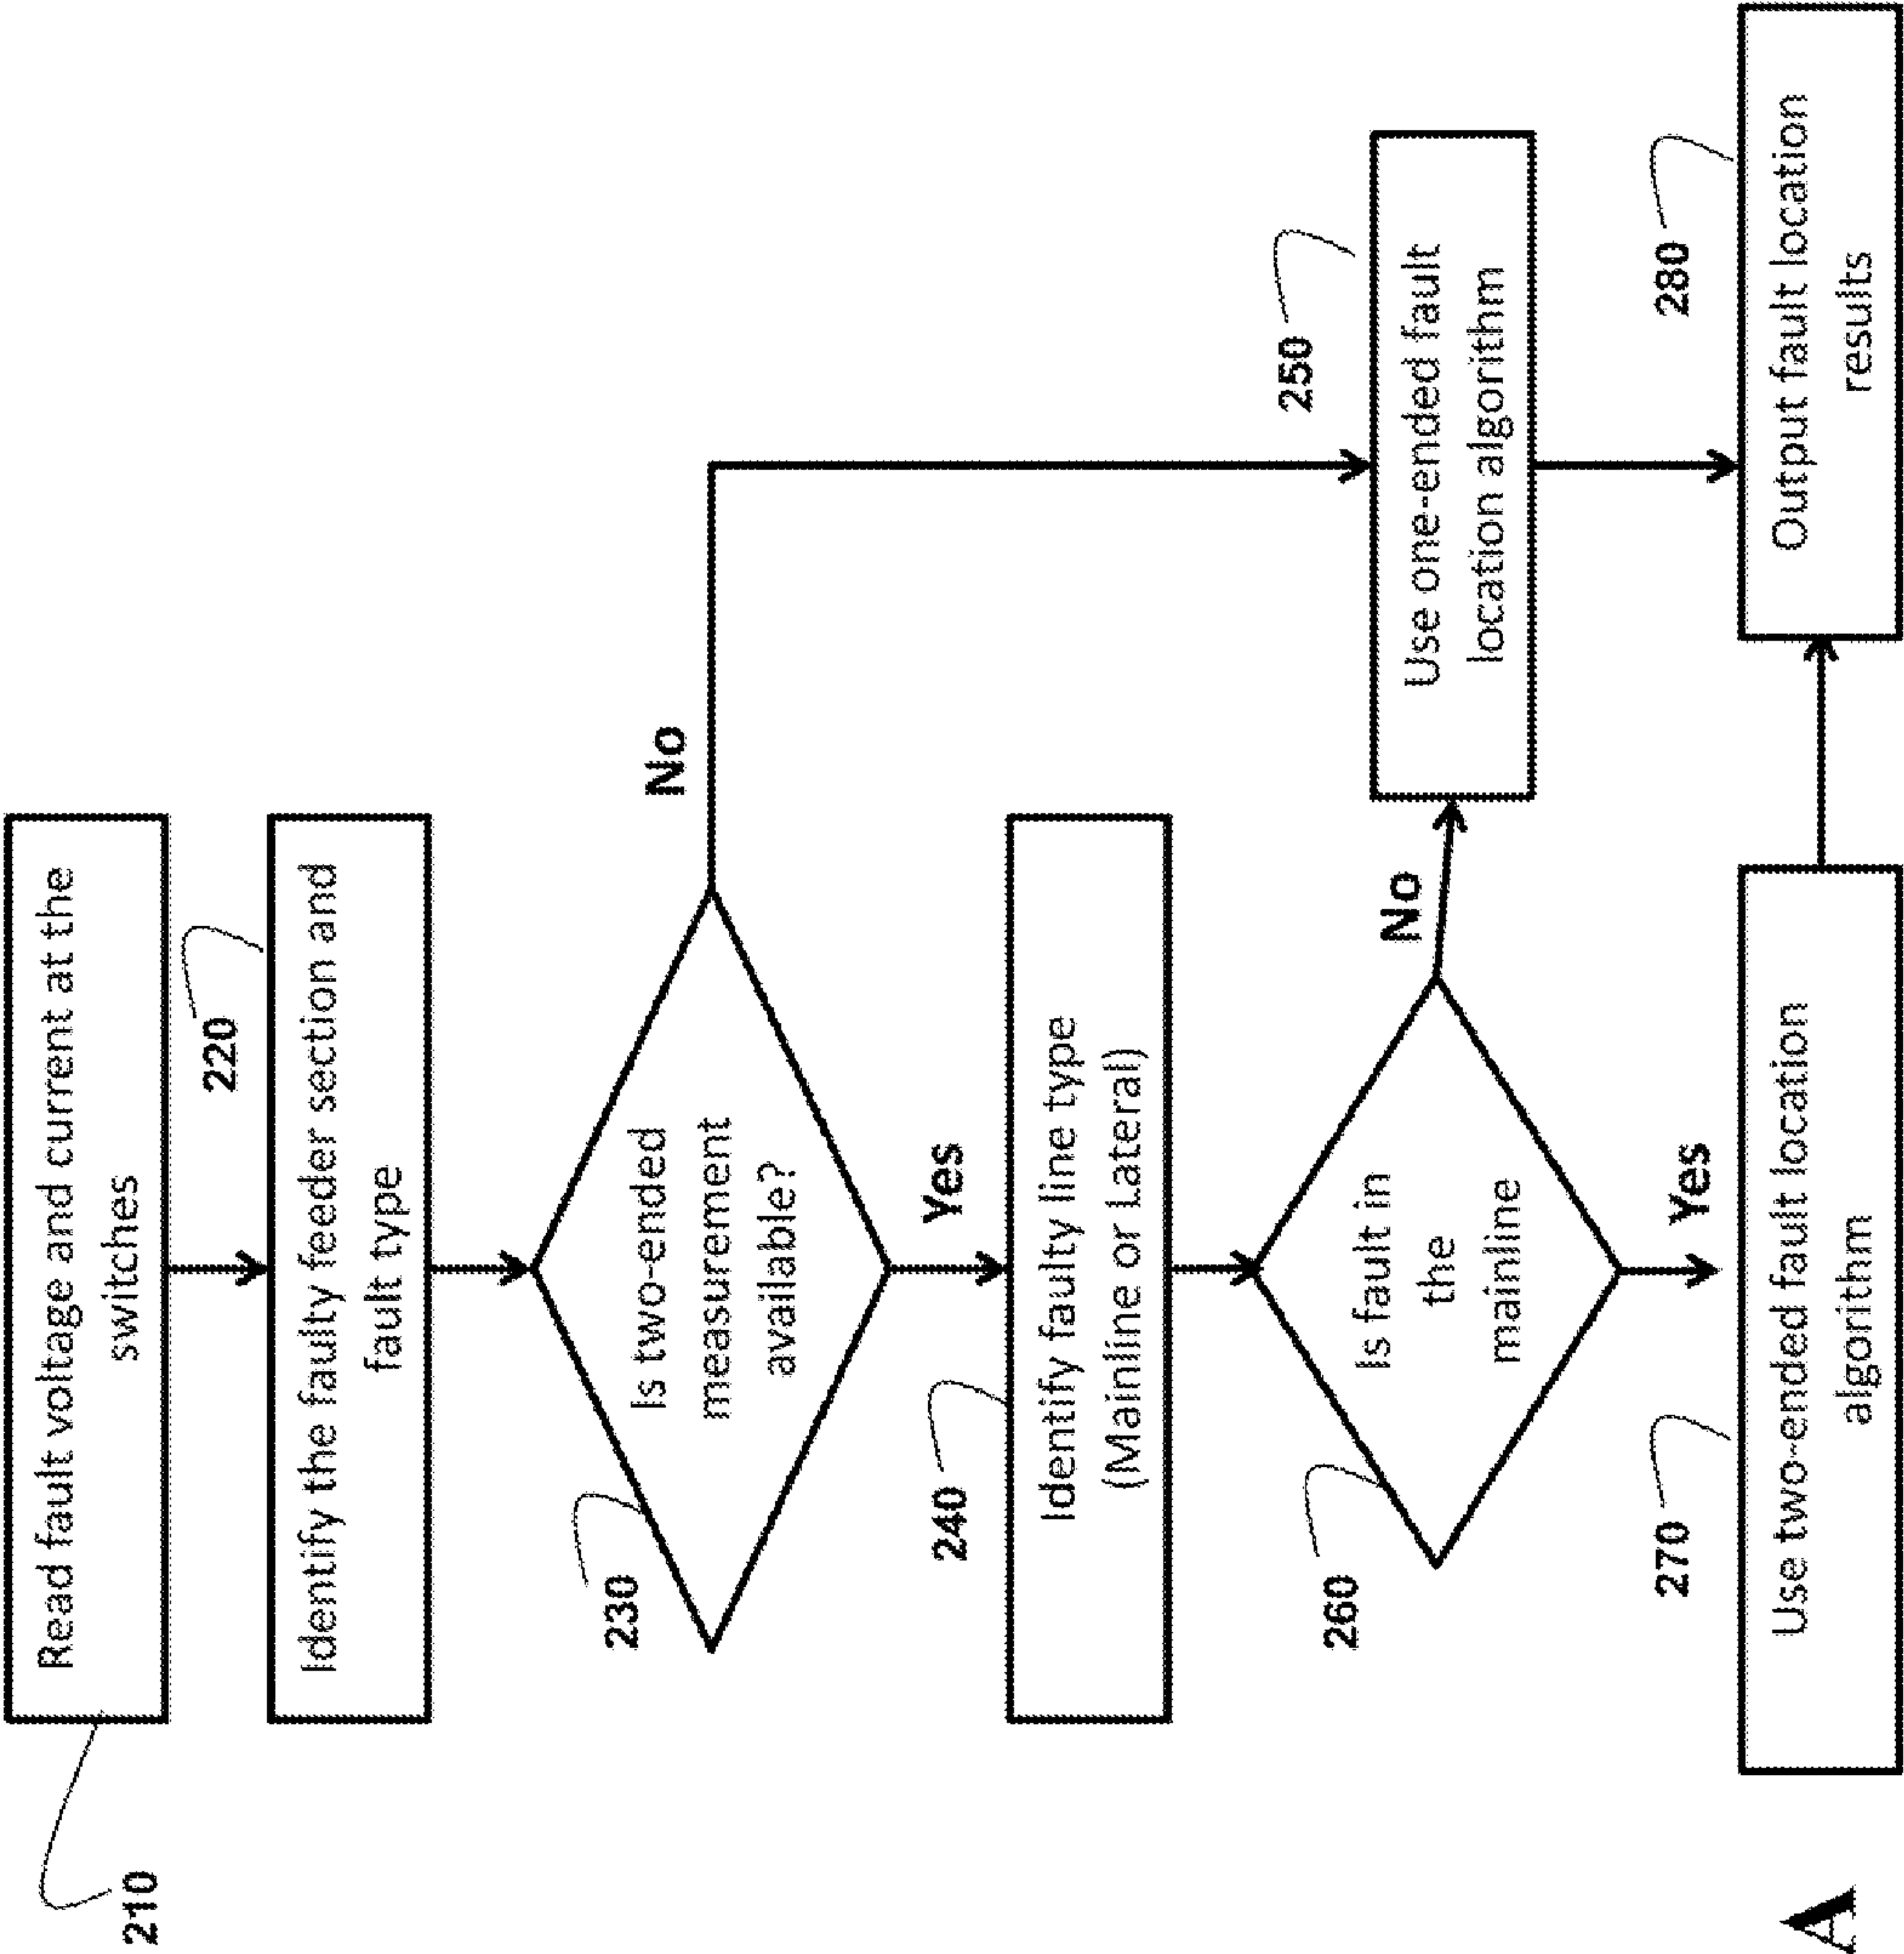 210
Read fault voltage and current at the
switches
220
Identify the faulty feeder section and
fault type
230
Is two-ended
measurement
available?
No
Yes
240
Identify faulty line type
(Mainline or Lateral)
260
Is fault in
the
mainline
No
250
Use one-ended fault
location algorithm
Yes
270
Use two-ended fault location
algorithm
280
Output fault location
results
A